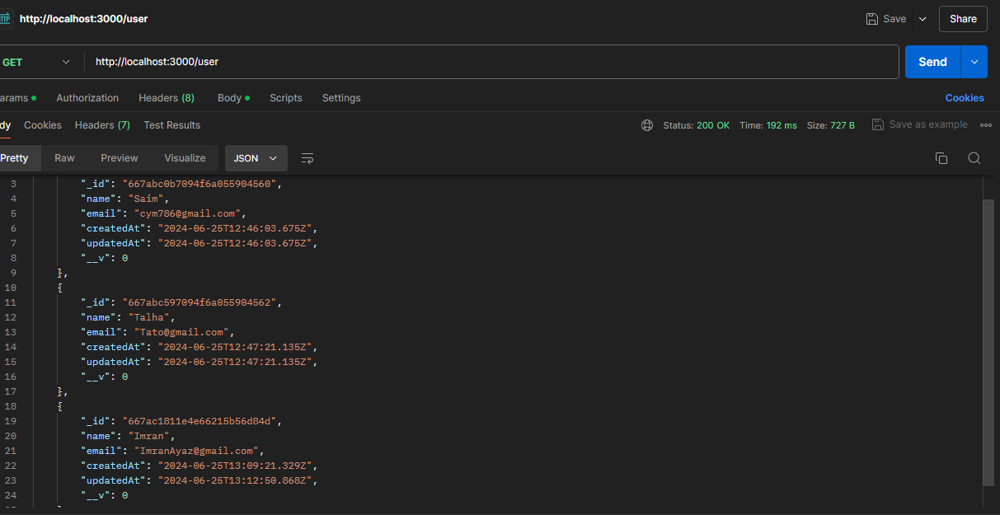 HTTP http://localhost:3000/user Save Share
GET http://localhost:3000/user Send
arams Authorization Headers (8) Body Scripts Settings Cookies
dy Cookies Headers (7) Test Results Status: 200 OK Time: 192 ms Size: 727 B Save as example
Pretty Raw Preview Visualize JSON
3 "_id": "667abc0b7094f6a055904560",
4 "name": "Saim",
5 "email": "cym786@gmail.com",
6 "createdAt": "2024-06-25T12:46:03.675Z",
7 "updatedAt": "2024-06-25T12:46:03.675Z",
8 "__v": 0
9 },
10 {
11 "_id": "667abc597094f6a055904562",
12 "name": "Talha",
13 "email": "Tato@gmail.com",
14 "createdAt": "2024-06-25T12:47:21.135Z",
15 "updatedAt": "2024-06-25T12:47:21.135Z",
16 "__v": 0
17 },
18 {
19 "_id": "667ac1811e4e66215b56d84d",
20 "name": "Imran",
21 "email": "ImranAyaz@gmail.com",
22 "createdAt": "2024-06-25T13:09:21.329Z",
23 "updatedAt": "2024-06-25T13:12:50.868Z",
24 "__v": 0